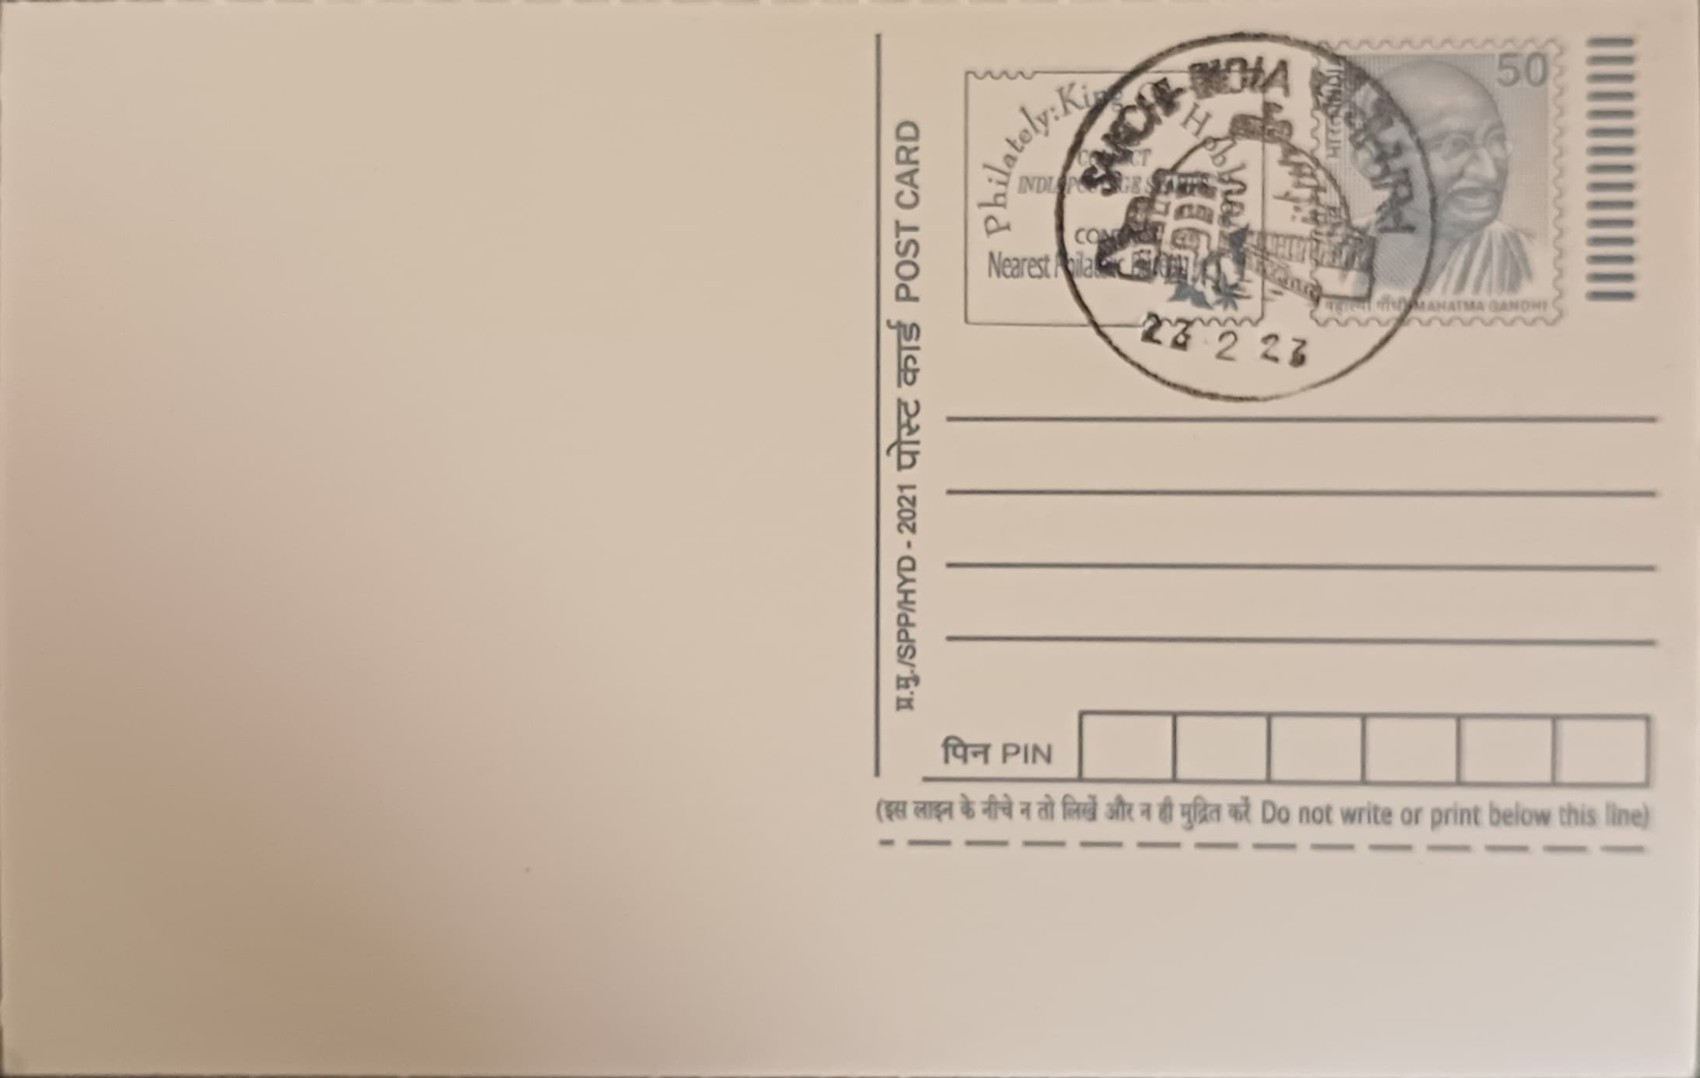 Philately: King of Hobbies
COLLECT
INDIA POSTAGE STAMPS
CONTACT
Nearest Philatelic Bureau
SANCHI-INDIA
23 2 23
50
भारत INDIA
महात्मा गाँधी MAHATMA GANDHI
प्र.मु./SPP/HYD - 2021 पोस्ट कार्ड POST CARD
पिन PIN
(इस लाइन के नीचे न तो लिखें और न ही मुद्रित करें Do not write or print below this line)